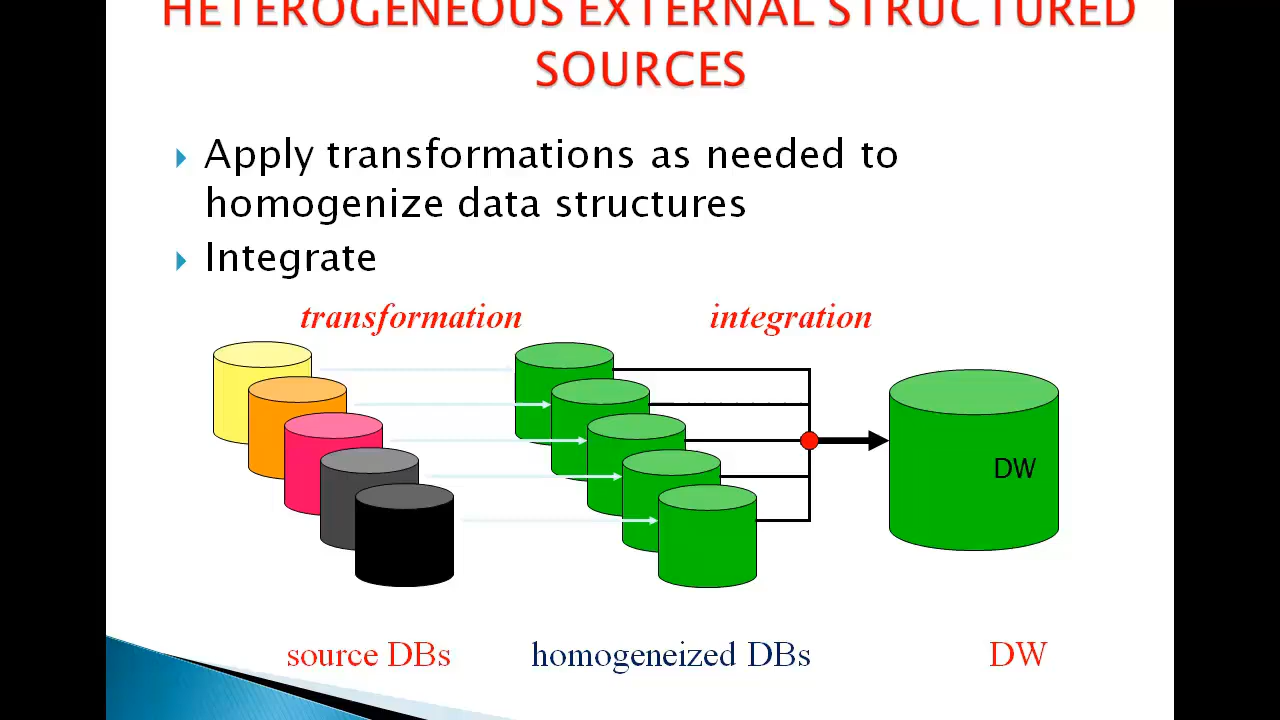 HETEROGENEOUS EXTERNAL STRUCTURED
SOURCES
Apply transformations as needed to
homogenize data structures
Integrate
transformation
integration
DW
source DBs
homogeneized DBs
DW